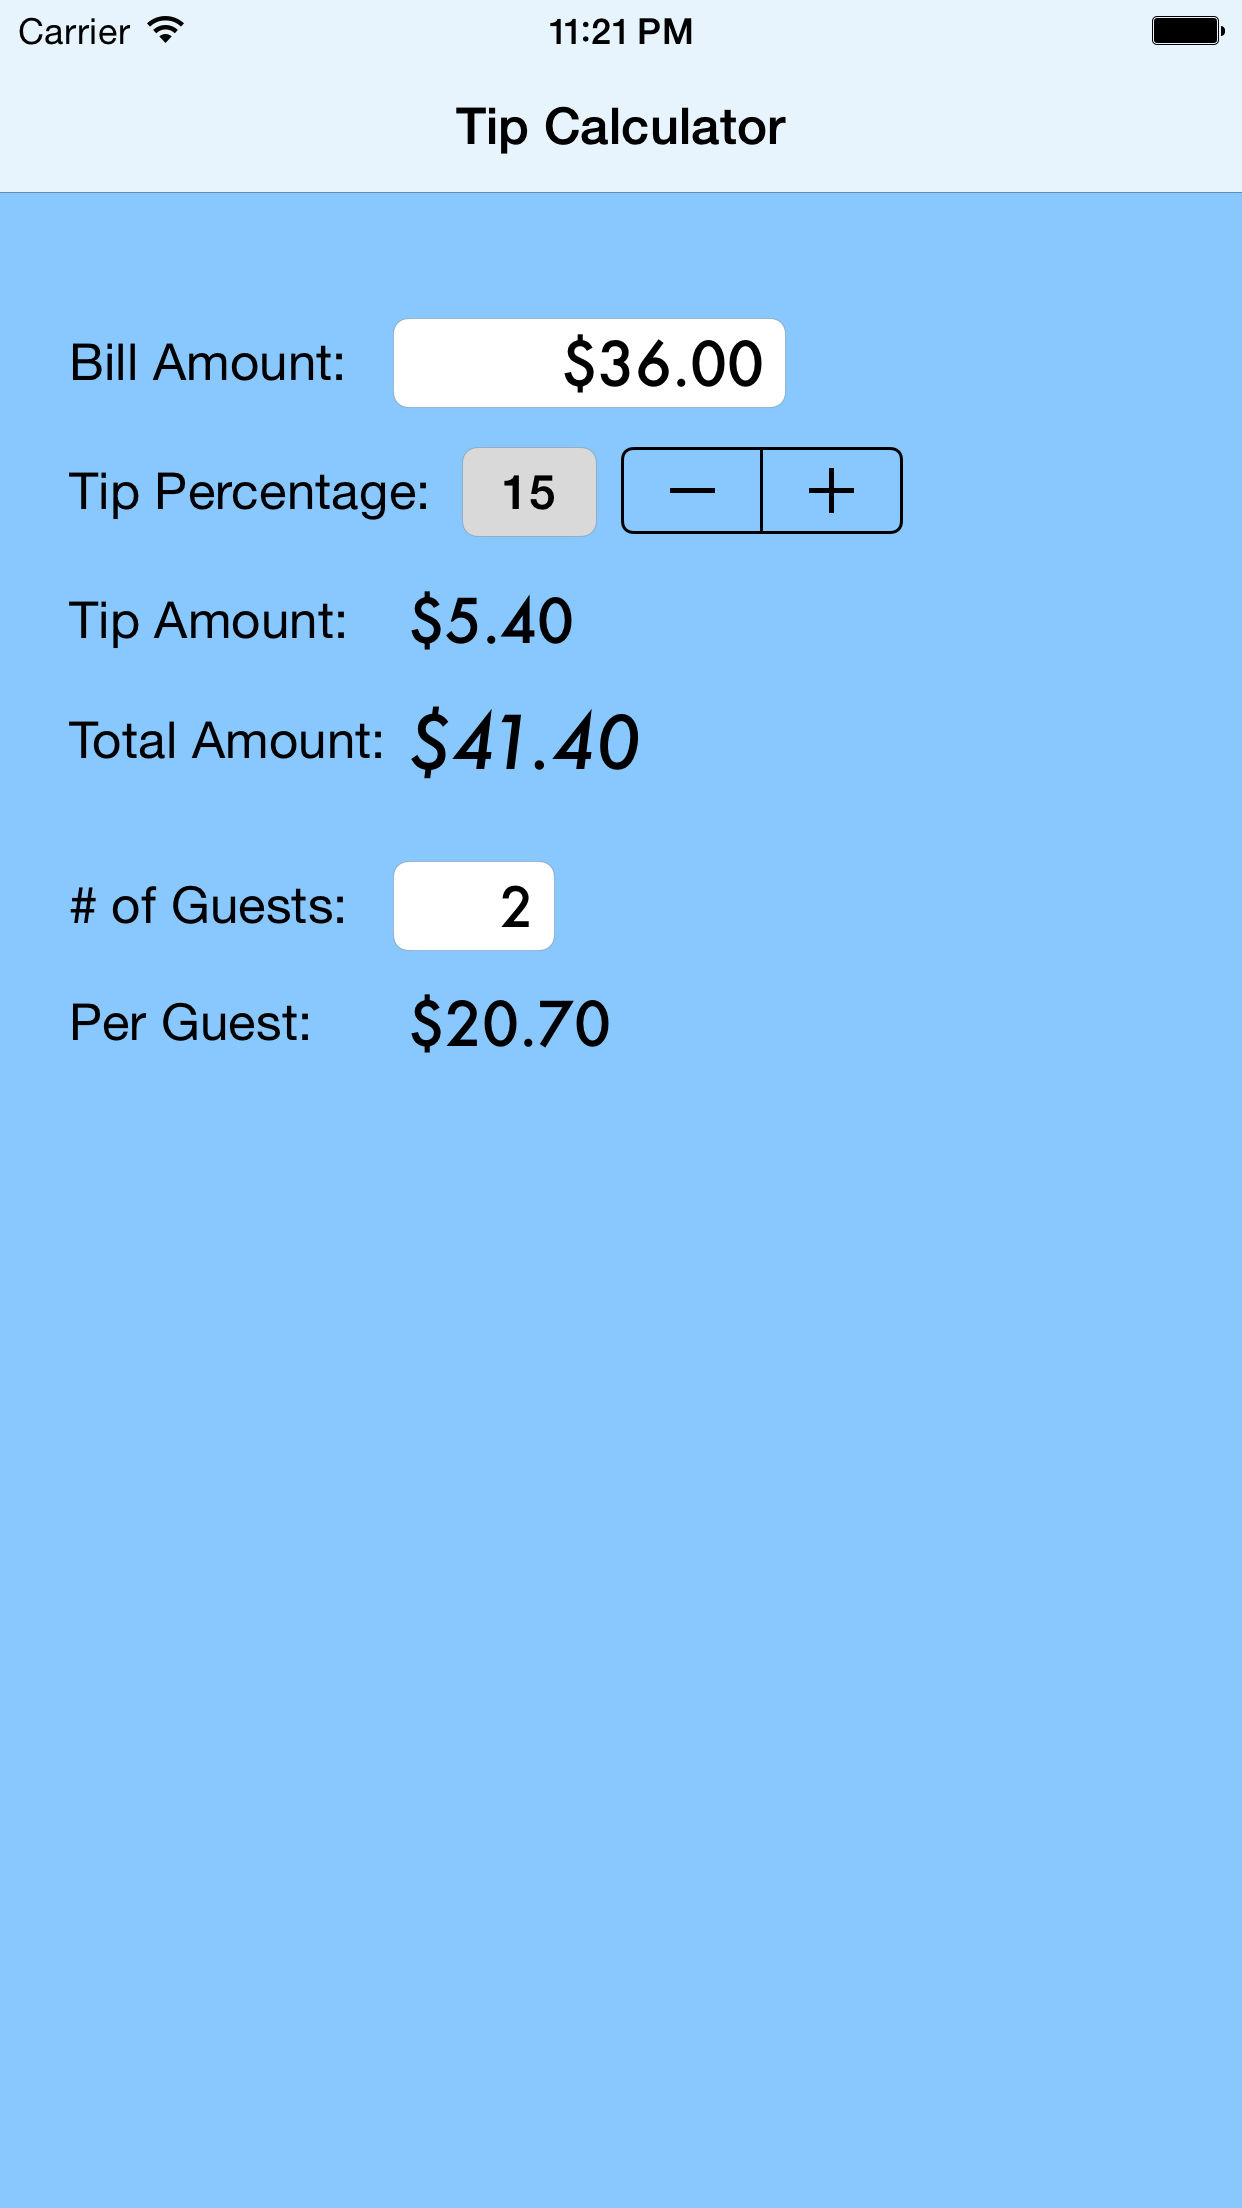 Carrier 11:21 PM
Tip Calculator
Bill Amount: $36.00
Tip Percentage: 15 − +
Tip Amount: $5.40
Total Amount: $41.40
# of Guests: 2
Per Guest: $20.70